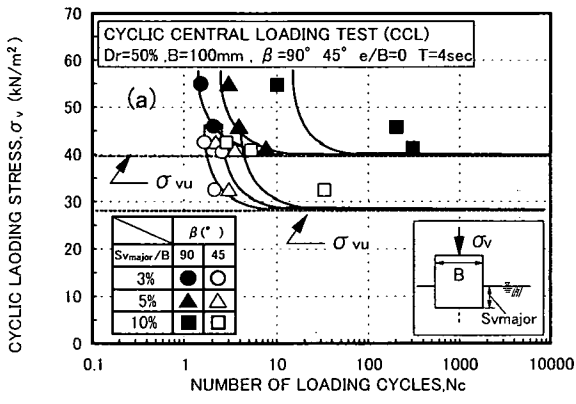 CYCLIC LAODING STRESS,σv (kN/m²)
70
60
50
40
30
20
10
0
CYCLIC CENTRAL LOADING TEST (CCL)
Dr=50% ,B=100mm , β=90° 45° e/B=0 T=4sec
(a)
σvu
σvu
β(°)
Svmajor/B 90 45
3%
5%
10%
σv
B
Svmajor
0.1 1 10 100 1000 10000
NUMBER OF LOADING CYCLES,Nc